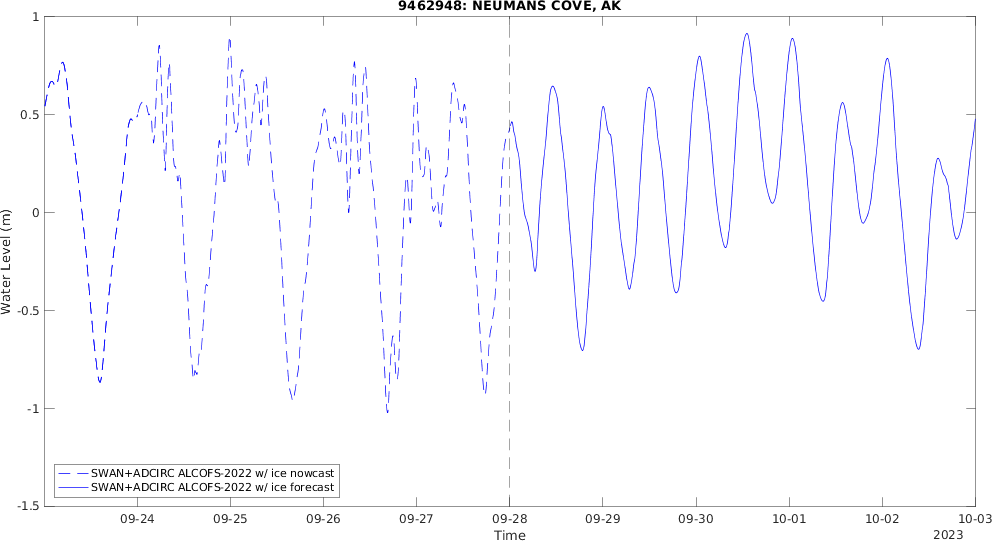 9462948: NEUMANS COVE, AK
1
0.5
0
-0.5
-1
-1.5
Water Level (m)
SWAN+ADCIRC ALCOFS-2022 w/ ice nowcast
SWAN+ADCIRC ALCOFS-2022 w/ ice forecast
09-24 09-25 09-26 09-27 09-28 09-29 09-30 10-01 10-02 10-03
Time
2023